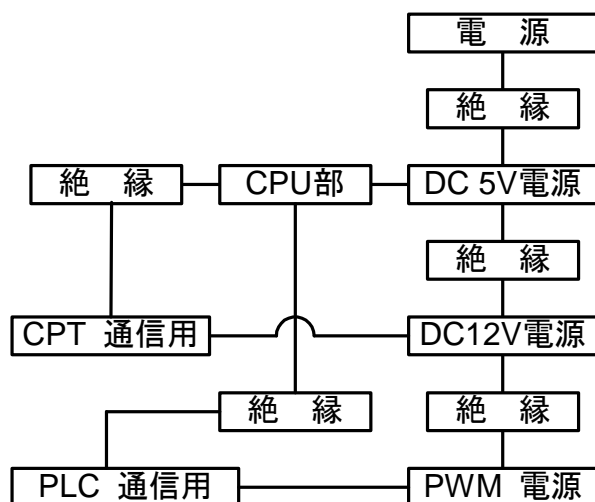 電 源
絶 縁
絶 縁 CPU部 DC 5V電源
絶 縁
CPT 通信用 DC12V電源
絶 縁 絶 縁
PLC 通信用 PWM 電源